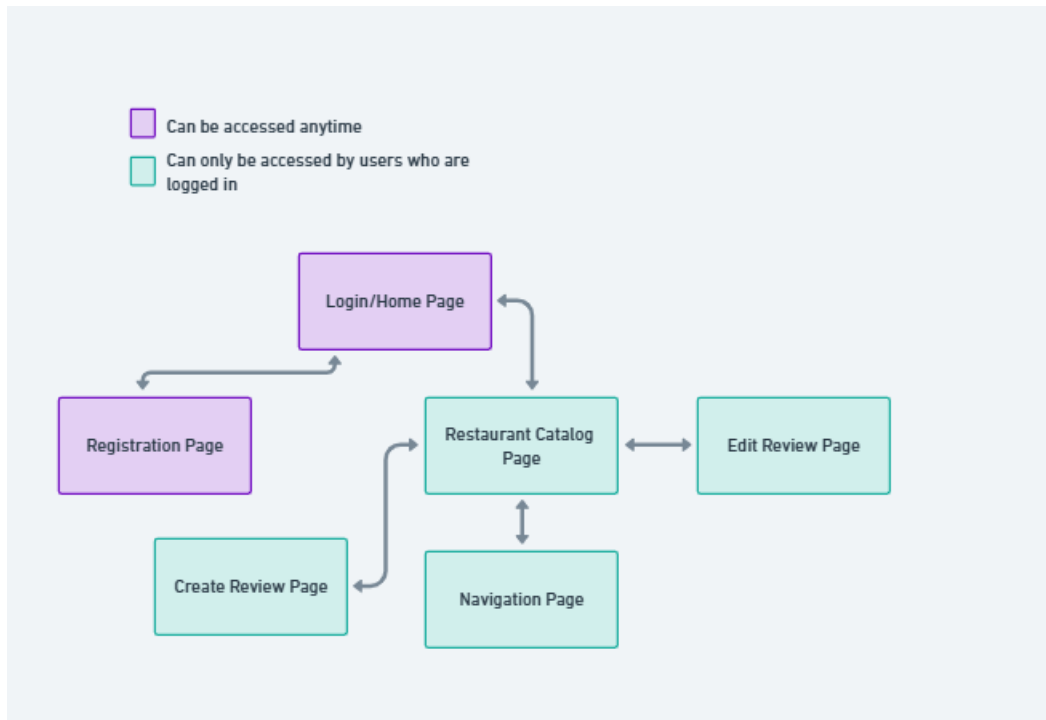 Can be accessed anytime
Can only be accessed by users who are
logged in
Login/Home Page
Registration Page
Restaurant Catalog
Page
Edit Review Page
Create Review Page
Navigation Page